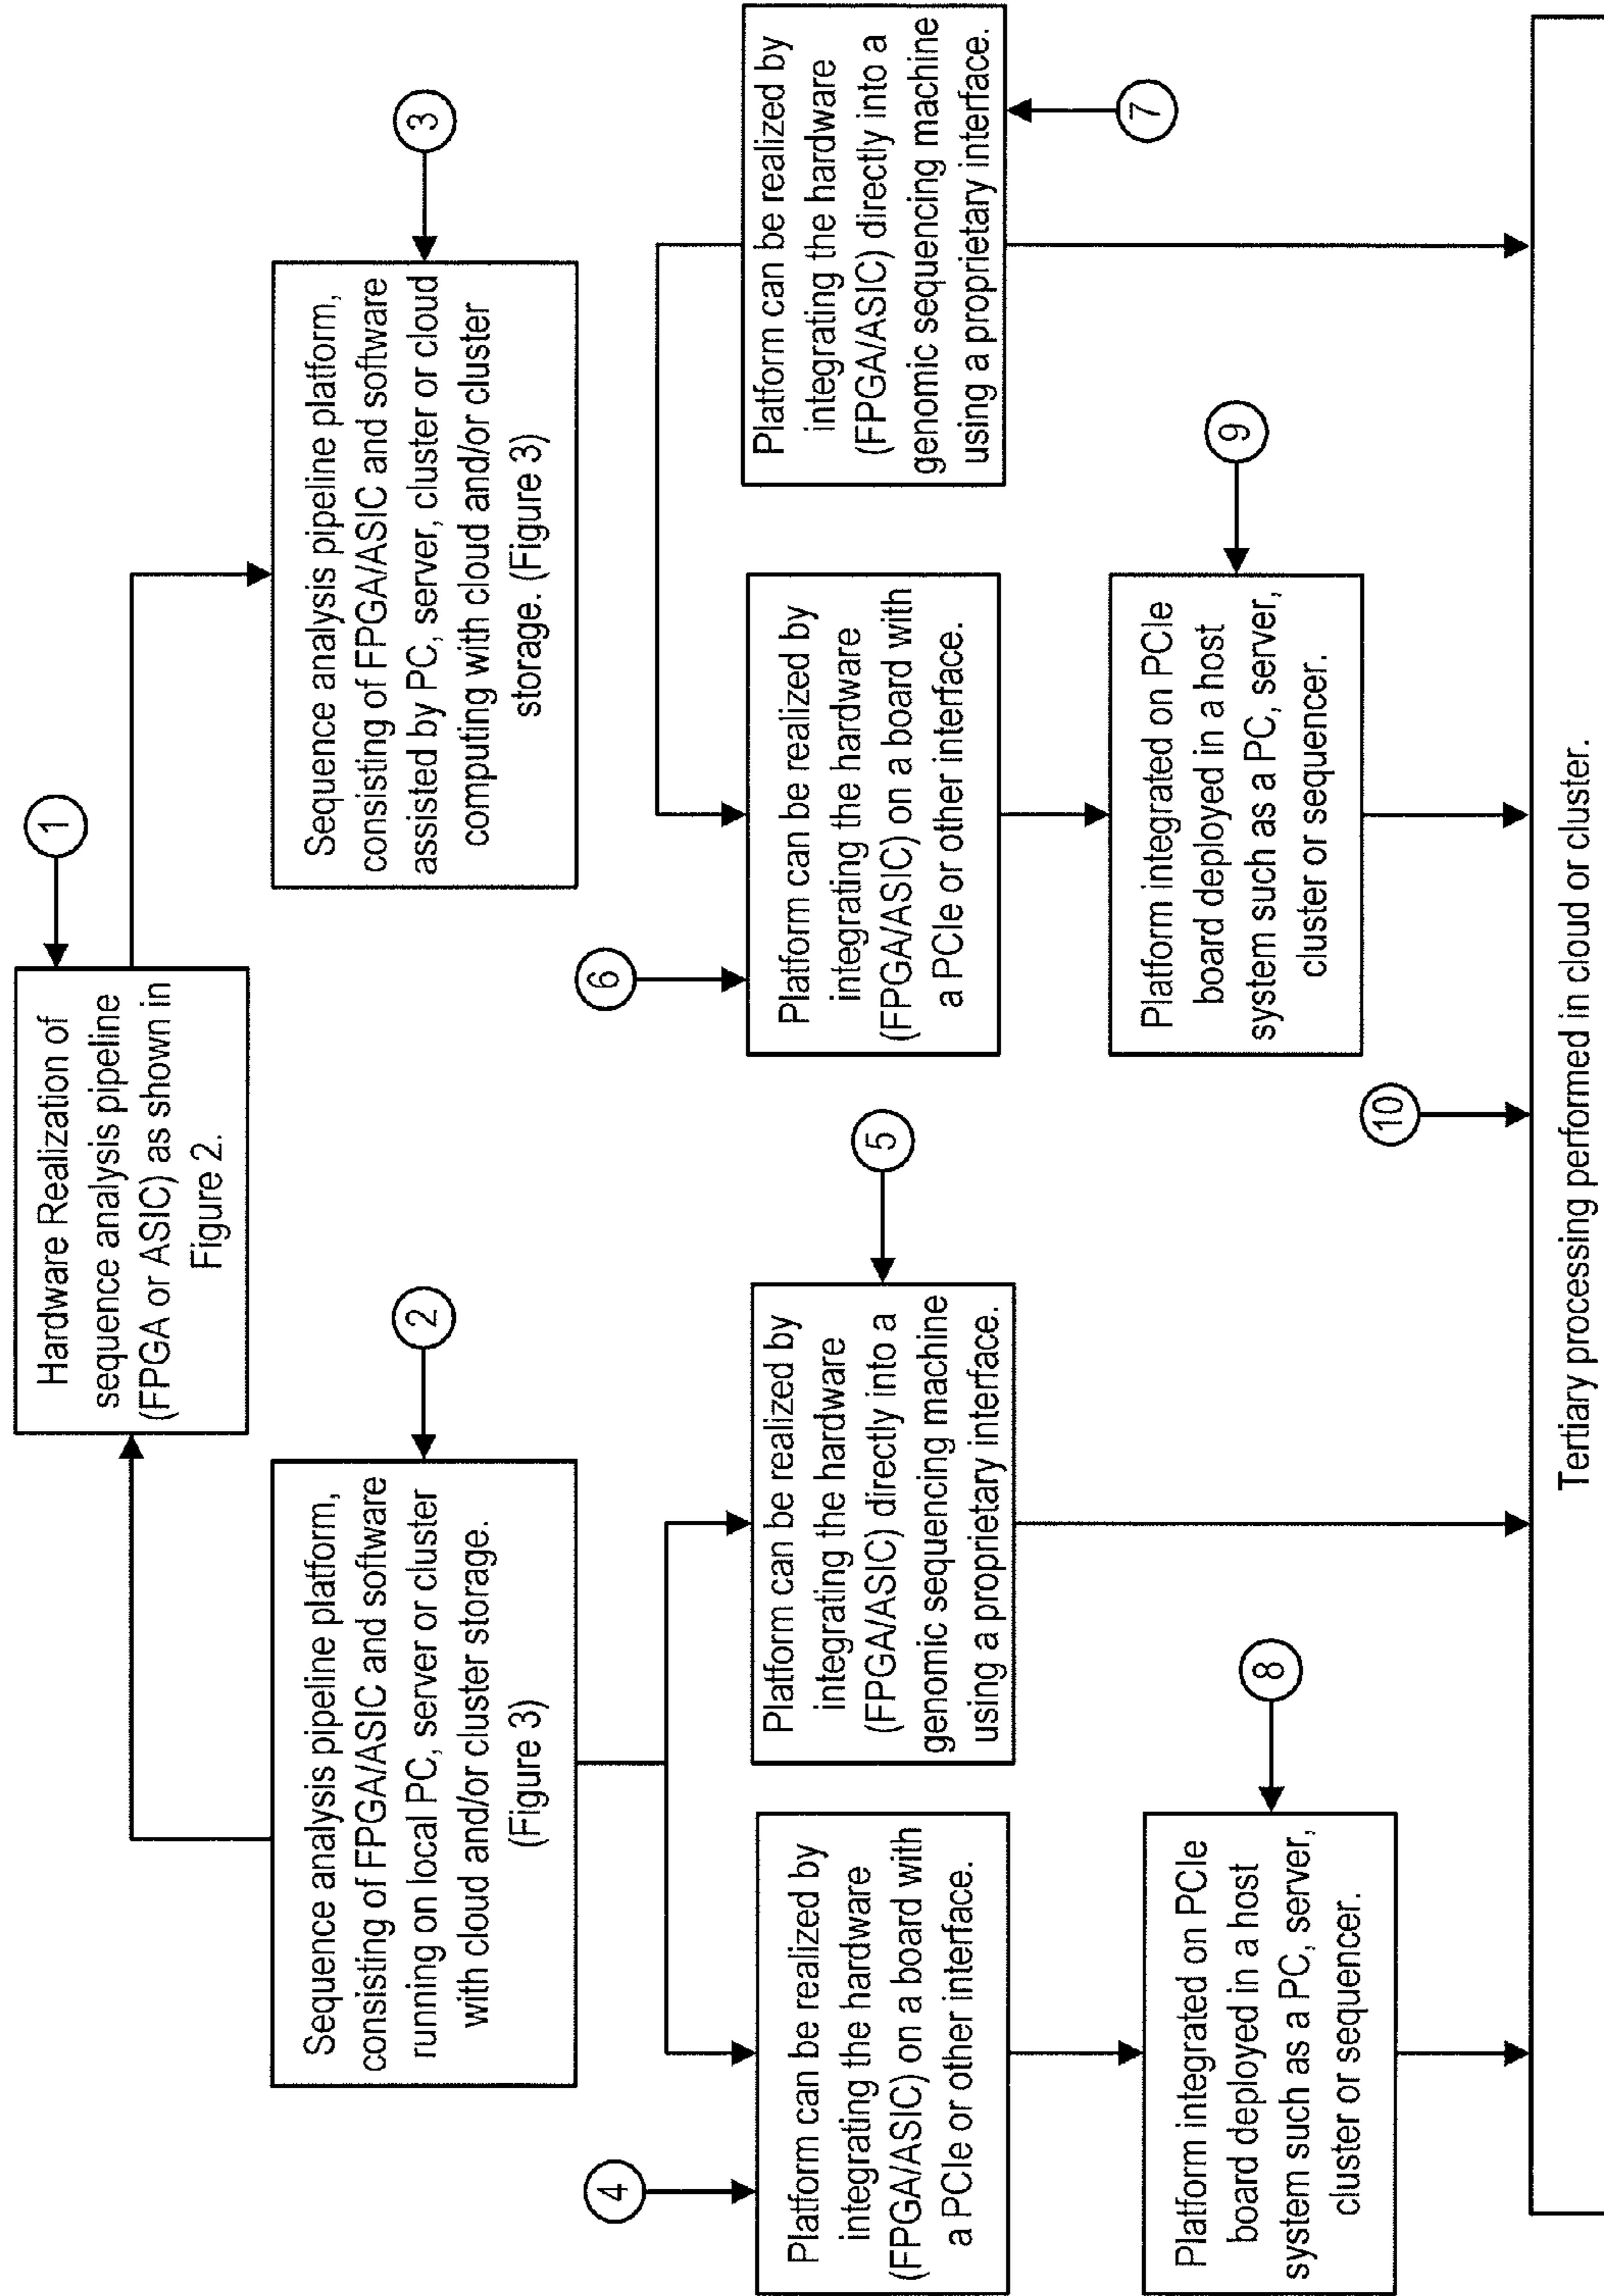 1
Hardware Realization of
sequence analysis pipeline
(FPGA or ASIC) as shown in
Figure 2.
2
Sequence analysis pipeline platform,
consisting of FPGA/ASIC and software
running on local PC, server or cluster
with cloud and/or cluster storage.
(Figure 3)
3
Sequence analysis pipeline platform,
consisting of FPGA/ASIC and software
assisted by PC, server, cluster or cloud
computing with cloud and/or cluster
storage. (Figure 3)
4
Platform can be realized by
integrating the hardware
(FPGA/ASIC) on a board with
a PCIe or other interface.
5
Platform can be realized by
integrating the hardware
(FPGA/ASIC) directly into a
genomic sequencing machine
using a proprietary interface.
6
Platform can be realized by
integrating the hardware
(FPGA/ASIC) on a board with
a PCIe or other interface.
7
Platform can be realized by
integrating the hardware
(FPGA/ASIC) directly into a
genomic sequencing machine
using a proprietary interface.
8
Platform integrated on PCIe
board deployed in a host
system such as a PC, server,
cluster or sequencer.
9
Platform integrated on PCIe
board deployed in a host
system such as a PC, server,
cluster or sequencer.
10
Tertiary processing performed in cloud or cluster.